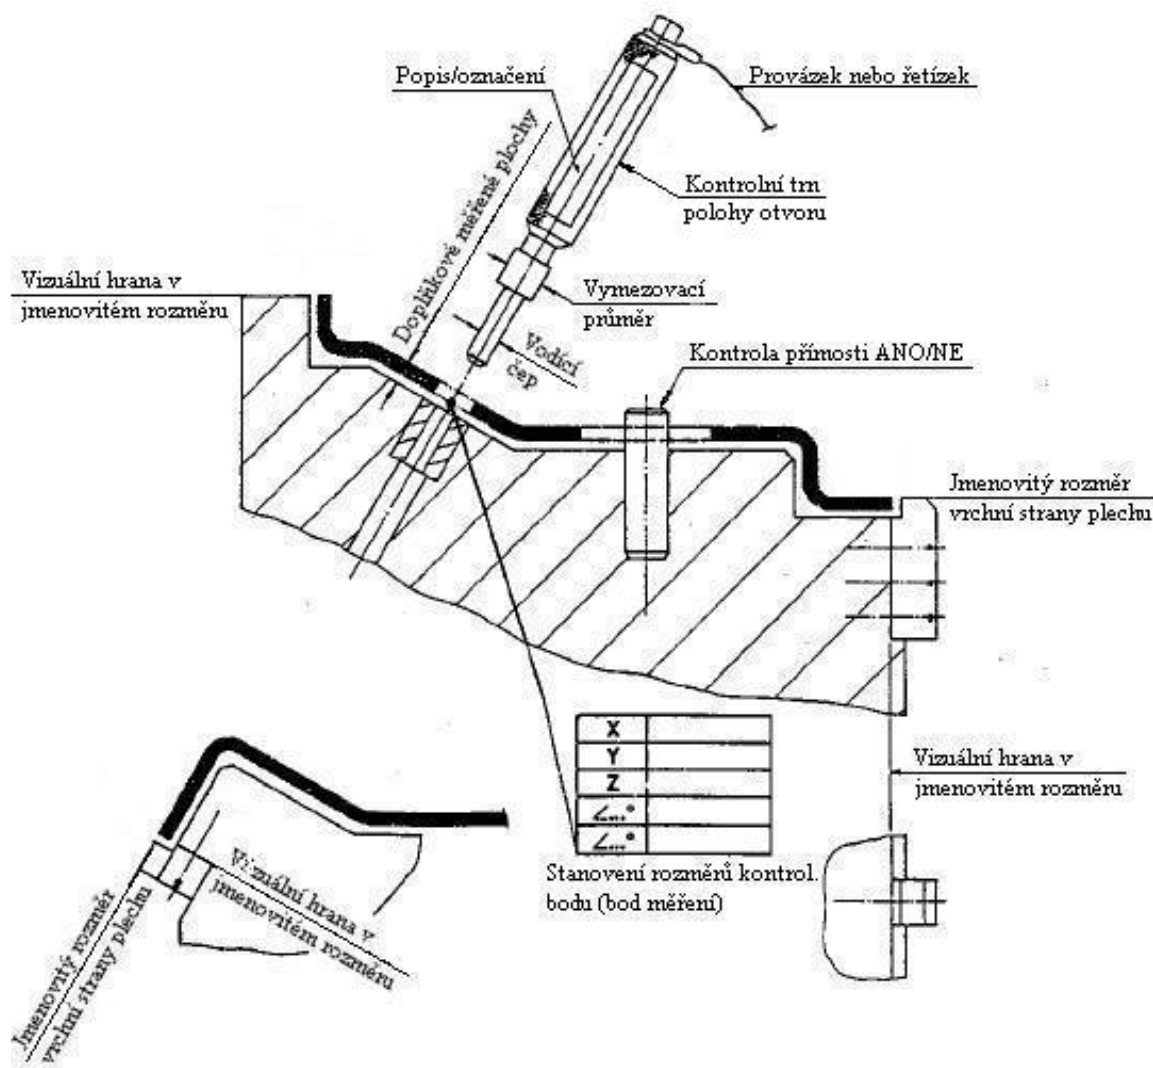 Popis/označení
Provázek nebo řetízek
Doplňkové měřené plochy
Kontrolní trn
polohy otvoru
Vizuální hrana v
jmenovitém rozměru
Vymezovací
průměr
Vodící
čep
Kontrola přímosti ANO/NE
Jmenovitý rozměr
vrchní strany plechu
X
Y
Z
∠...°
∠...°
Vizuální hrana v
jmenovitém rozměru
Stanovení rozměrů kontrol.
bodu (bod měření)
Vizuální hrana v
jmenovitém rozměru
Jmenovitý rozměr
vrchní strany plechu